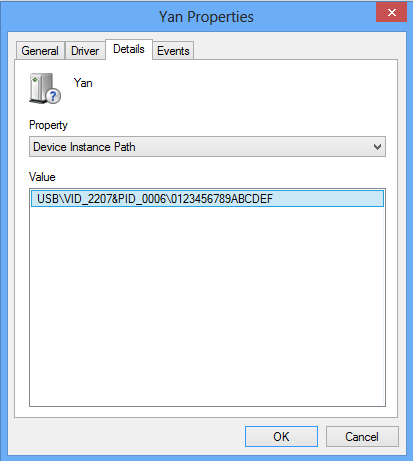 Yan Properties
General Driver Details Events
Yan
Property
Device Instance Path
Value
USB\VID_2207&PID_0006\0123456789ABCDEF
OK Cancel